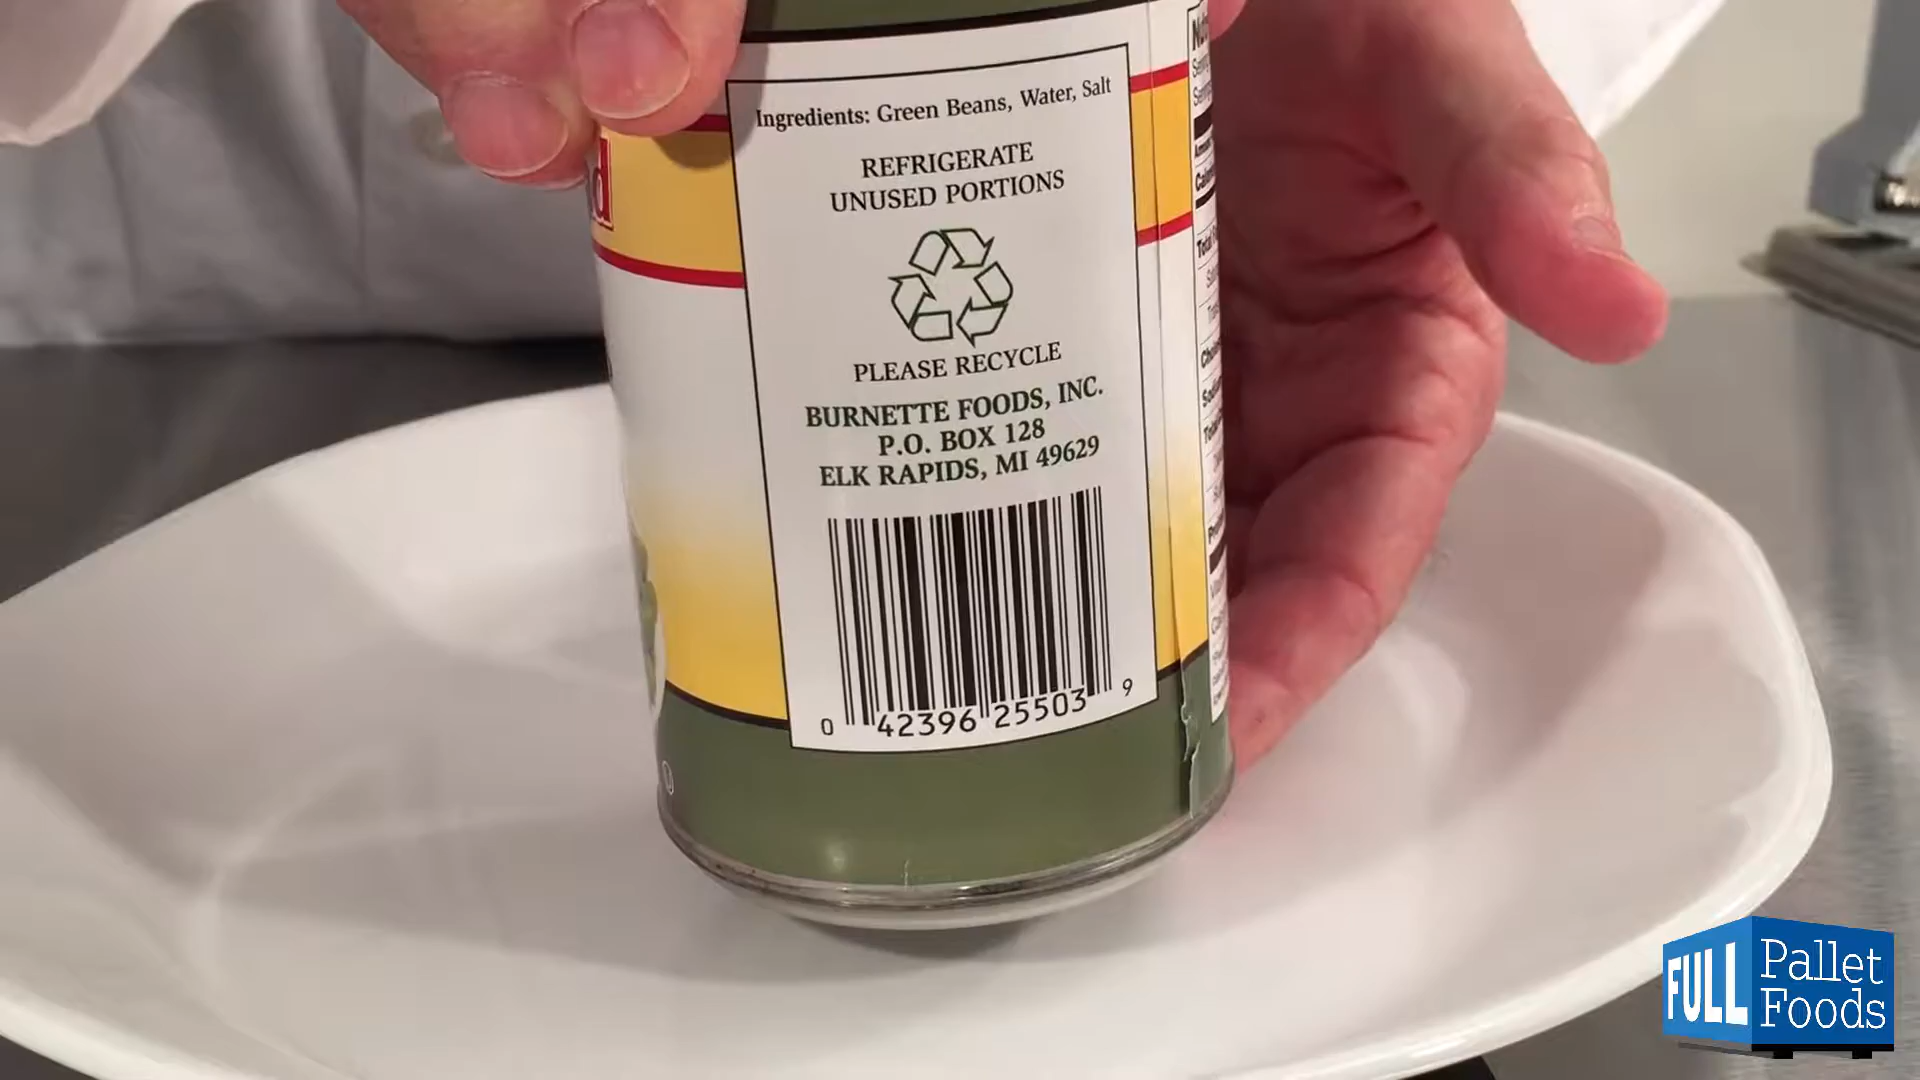 Ingredients: Green Beans, Water, Salt
REFRIGERATE
UNUSED PORTIONS
PLEASE RECYCLE
BURNETTE FOODS, INC.
P.O. BOX 128
ELK RAPIDS, MI 49629
0 42396 25503 9
FULL Pallet
Foods